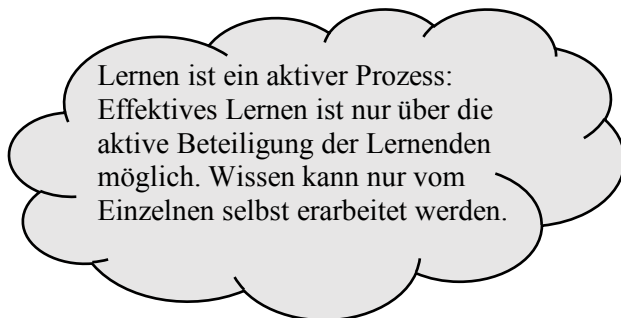 Lernen ist ein aktiver Prozess:
Effektives Lernen ist nur über die
aktive Beteiligung der Lernenden
möglich. Wissen kann nur vom
Einzelnen selbst erarbeitet werden.